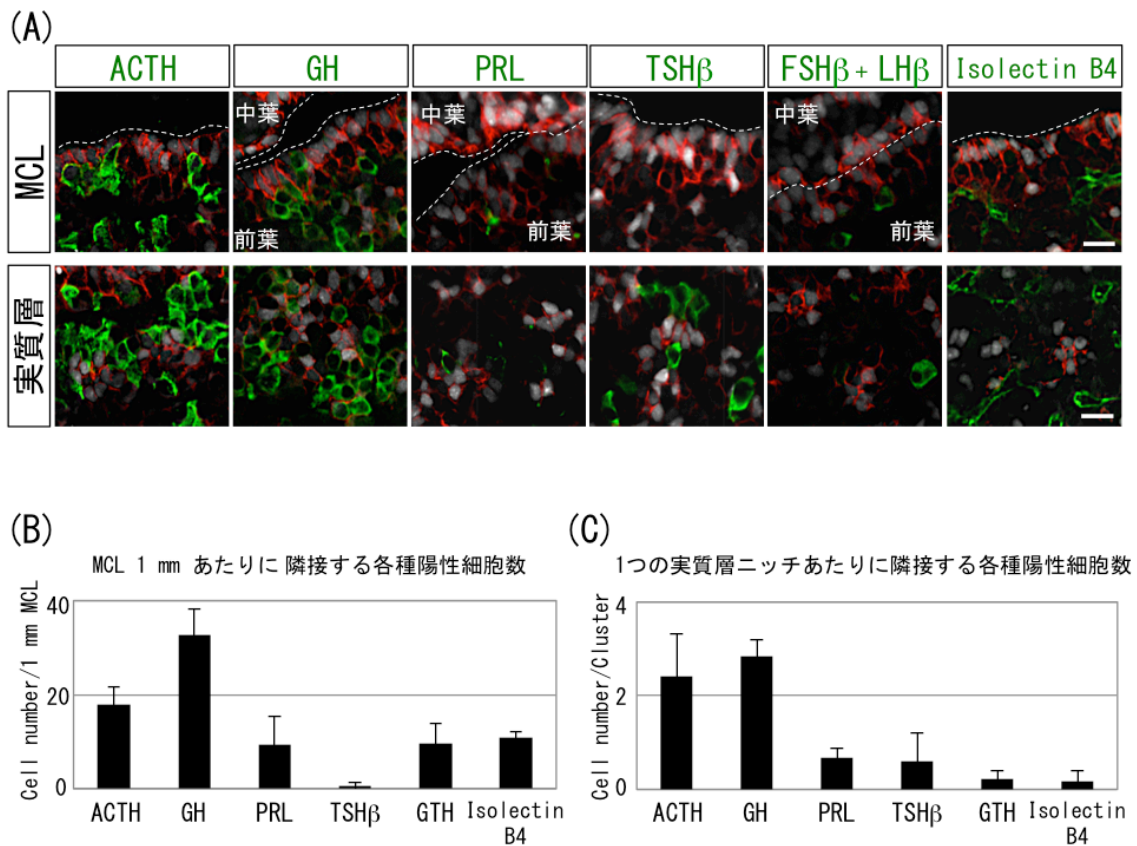 (A)
ACTH GH PRL TSHβ FSHβ + LHβ Isolectin B4
MCL
中葉 中葉 中葉
前葉 前葉 前葉
実質層
(B)
MCL 1 mm あたりに 隣接する各種陽性細胞数
Cell number/1 mm MCL
40
20
0
ACTH GH PRL TSHβ GTH Isolectin B4
(C)
1つの実質層ニッチあたりに隣接する各種陽性細胞数
Cell number/Cluster
4
2
0
ACTH GH PRL TSHβ GTH Isolectin B4